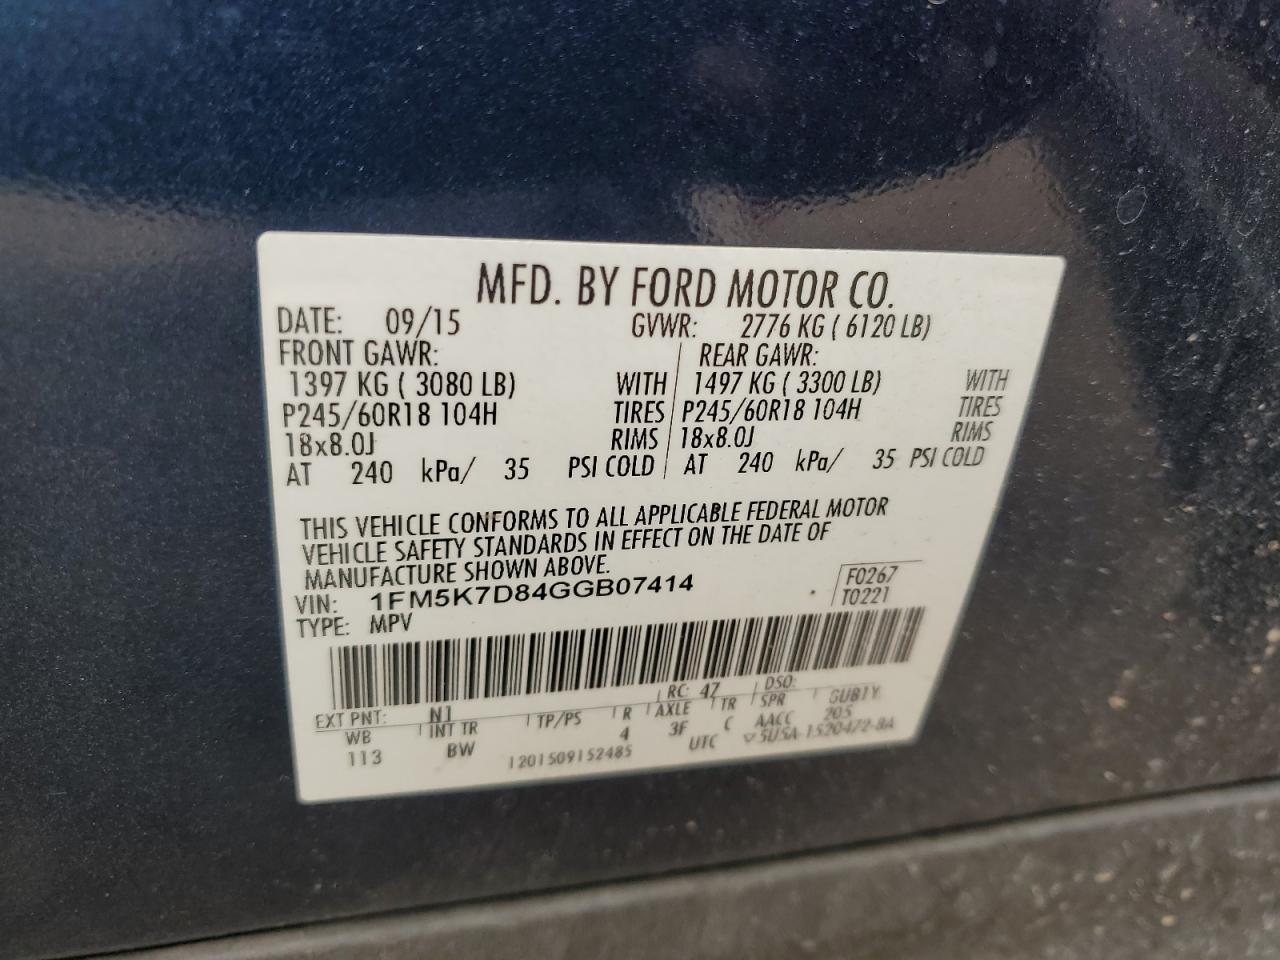 MFD. BY FORD MOTOR CO.
DATE: 09/15 GVWR: 2776 KG ( 6120 LB)
FRONT GAWR: REAR GAWR:
1397 KG ( 3080 LB) WITH 1497 KG ( 3300 LB) WITH
P245/60R18 104H TIRES P245/60R18 104H TIRES
18x8.0J RIMS 18x8.0J RIMS
AT 240 kPa/ 35 PSI COLD AT 240 kPa/ 35 PSI COLD
THIS VEHICLE CONFORMS TO ALL APPLICABLE FEDERAL MOTOR
VEHICLE SAFETY STANDARDS IN EFFECT ON THE DATE OF
MANUFACTURE SHOWN ABOVE.
VIN: 1FM5K7D84GGB07414 F0267
TYPE: MPV T0221
EXT PNT: N1 RC: 47 DSO:
WB INT TR TP/PS R AXLE TR SPR GUB1Y
113 BW 4 3F C AACC 205
1201509152485 UTC 5USA-1520472-BA